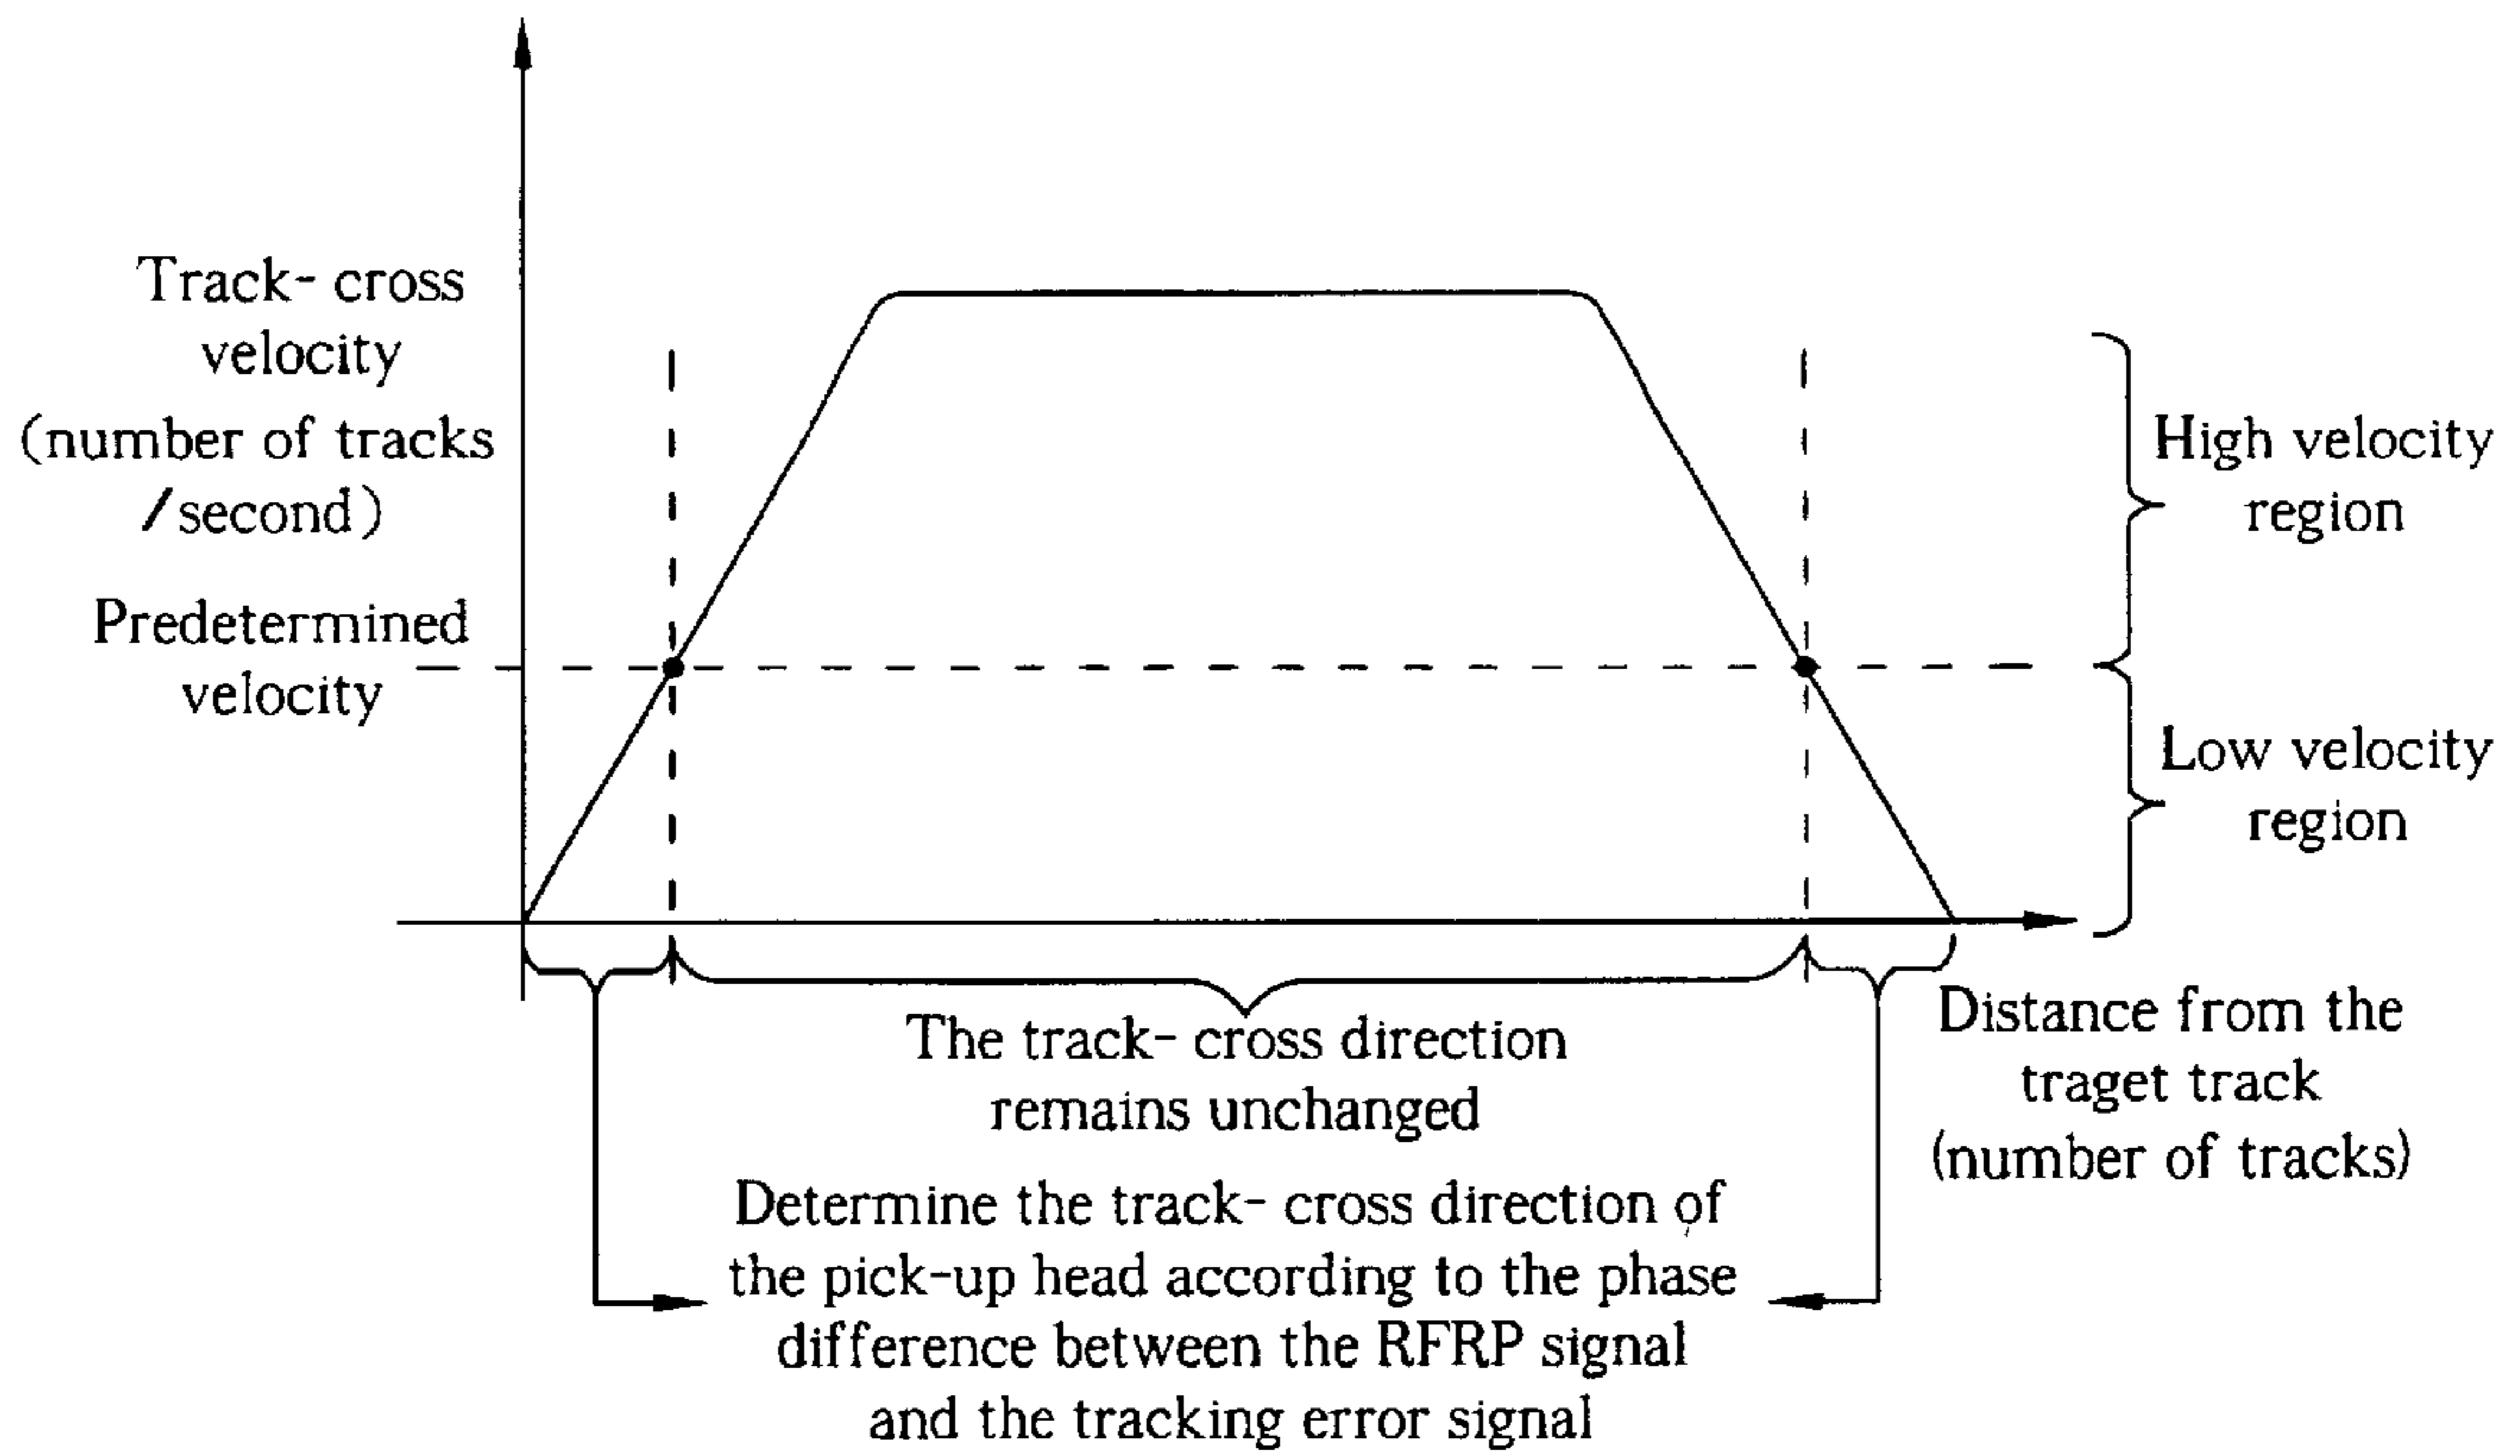 Track- cross
velocity
(number of tracks
/second)
Predetermined
velocity
High velocity
region
Low velocity
region
The track- cross direction
remains unchanged
Distance from the
traget track
(number of tracks)
Determine the track- cross direction of
the pick-up head according to the phase
difference between the RFRP signal
and the tracking error signal